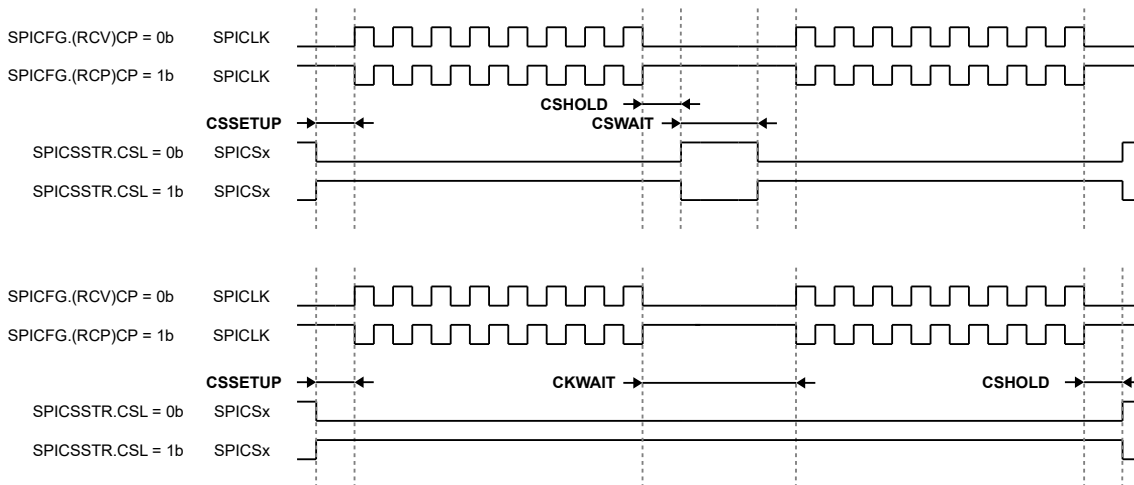 SPICFG.(RCV)CP = 0b SPICLK
SPICFG.(RCP)CP = 1b SPICLK
CSHOLD
CSSETUP CSWAIT
SPICSSTR.CSL = 0b SPICSx
SPICSSTR.CSL = 1b SPICSx
SPICFG.(RCV)CP = 0b SPICLK
SPICFG.(RCP)CP = 1b SPICLK
CSSETUP CKWAIT CSHOLD
SPICSSTR.CSL = 0b SPICSx
SPICSSTR.CSL = 1b SPICSx